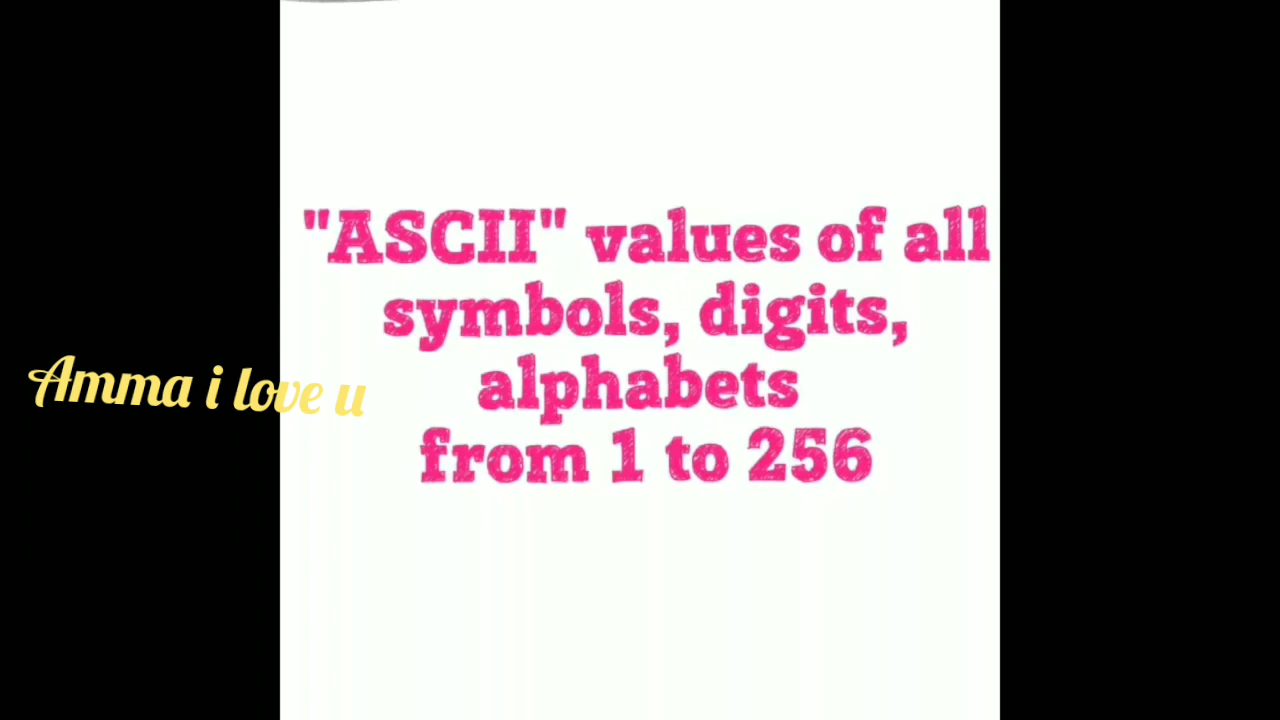 "ASCII" values of all
symbols, digits,
alphabets
from 1 to 256
Amma i love u